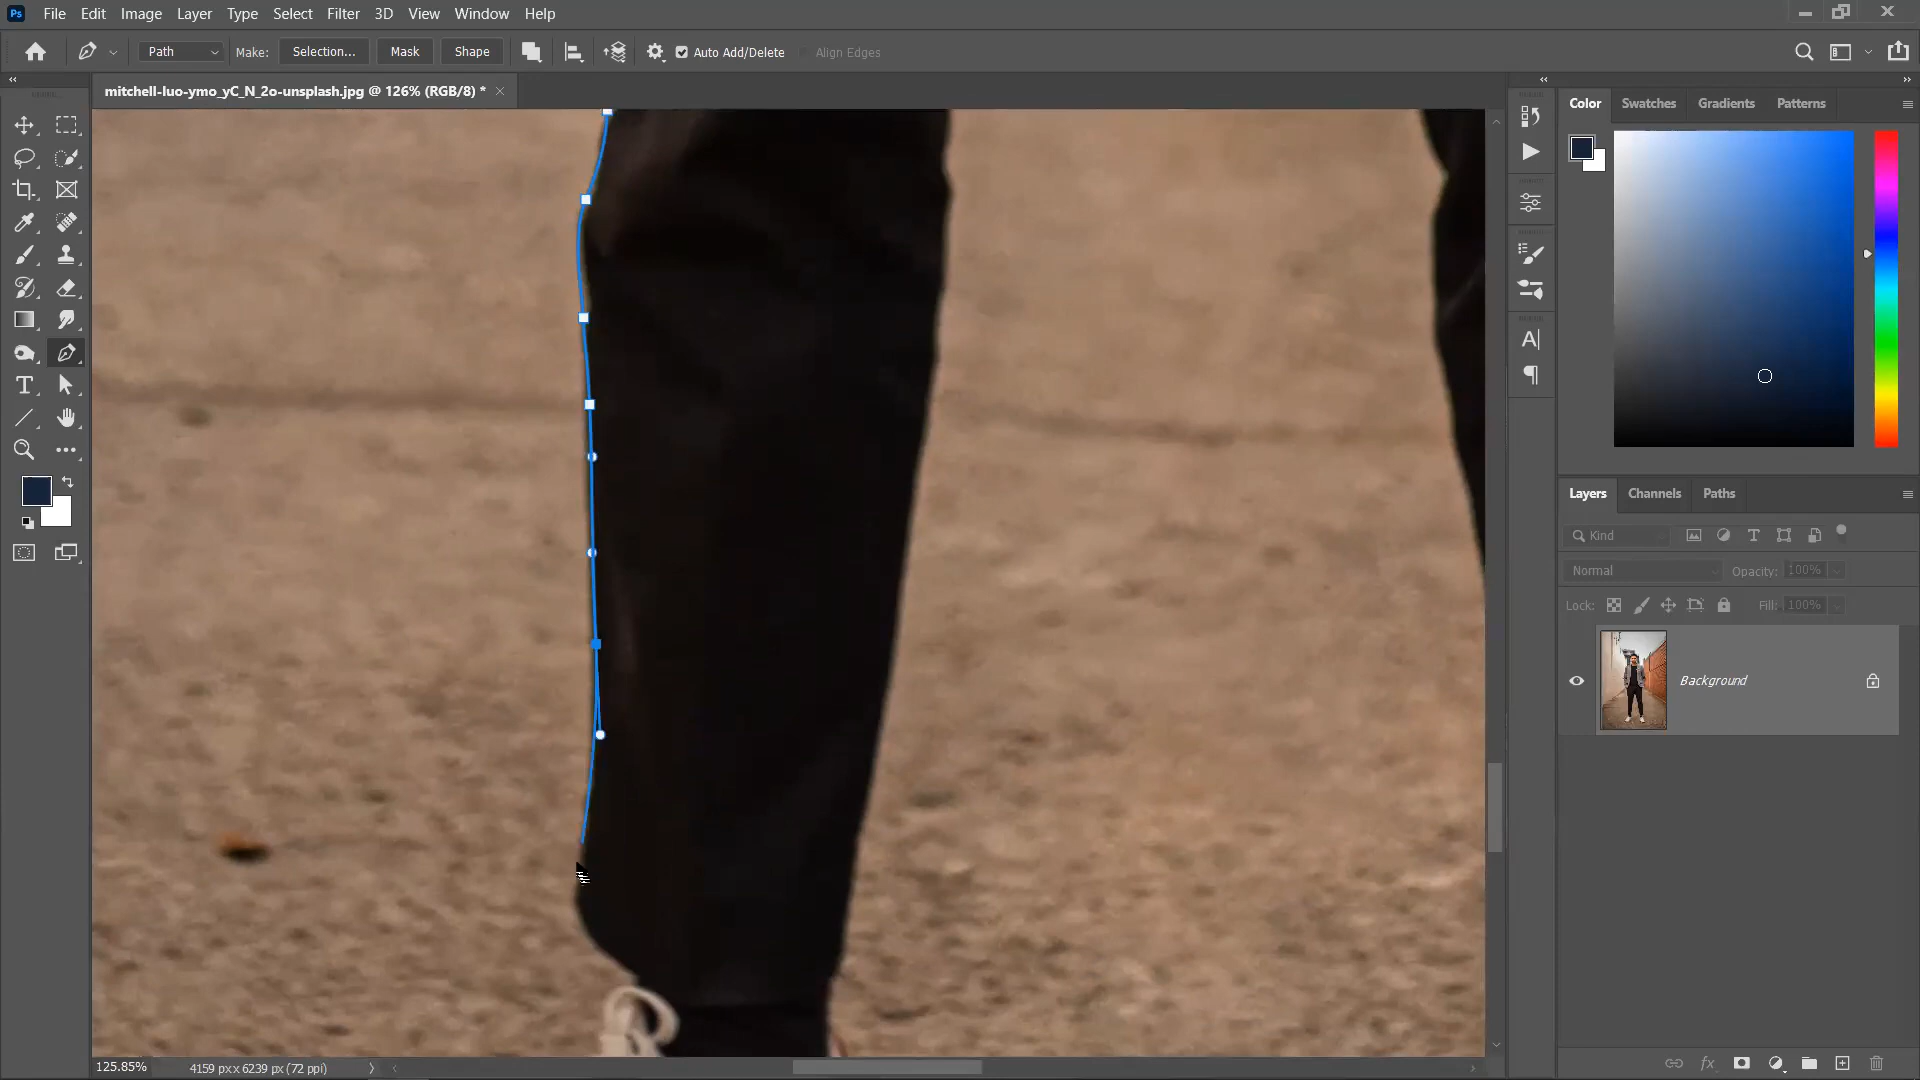 Ps File Edit Image Layer Type Select Filter 3D View Window Help
Path Make: Selection... Mask Shape Auto Add/Delete Align Edges
mitchell-luo-ymo_yC_N_2o-unsplash.jpg @ 126% (RGB/8) *
Color Swatches Gradients Patterns
Layers Channels Paths
Kind
Normal Opacity: 100%
Lock: Fill: 100%
Background
125.85% 4159 px x 6239 px (72 ppi)